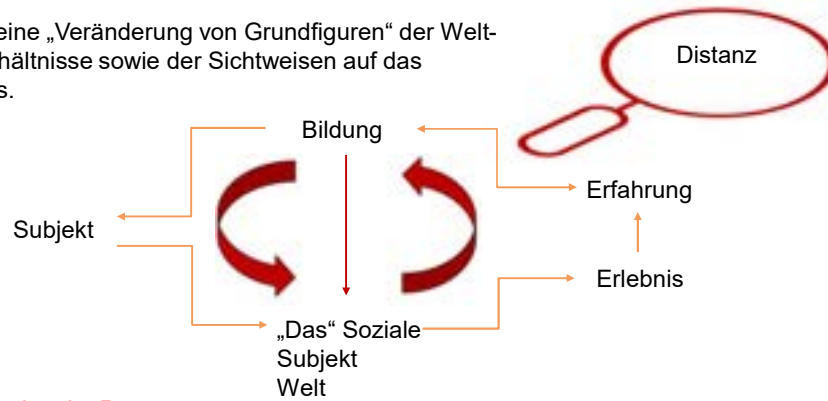 eine „Veränderung von Grundfiguren“ der Welt-
hältnisse sowie der Sichtweisen auf das
s.
Distanz
Bildung
Erfahrung
Subjekt
Erlebnis
„Das“ Soziale
Subjekt
Welt